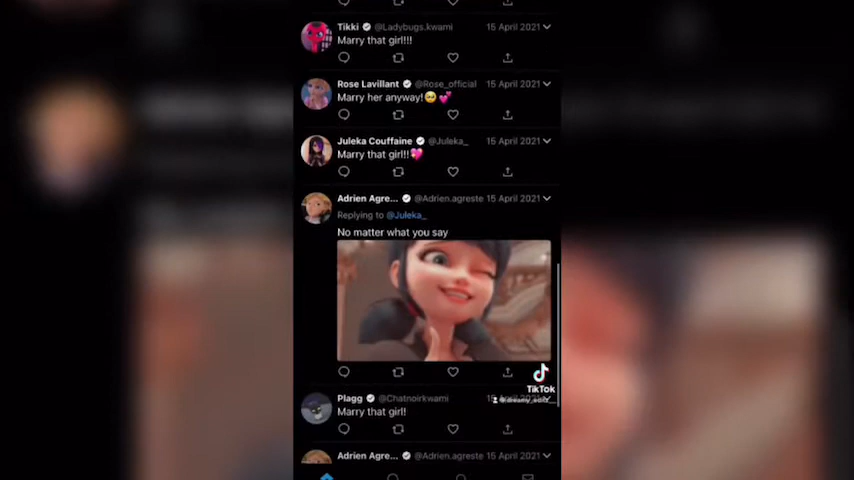 Tikki @Ladybugs.kwami 15 April 2021
Marry that girl!!!
Rose Lavillant @Rose_official 15 April 2021
Marry her anyway!🥺💕
Juleka Couffaine @Juleka_ 15 April 2021
Marry that girl!!💖
Adrien Agre... @Adrien.agreste 15 April 2021
Replying to @Juleka_
No matter what you say
TikTok
Plagg @Chatnoirkwami
Marry that girl!
Adrien Agre... @Adrien.agreste 15 April 2021